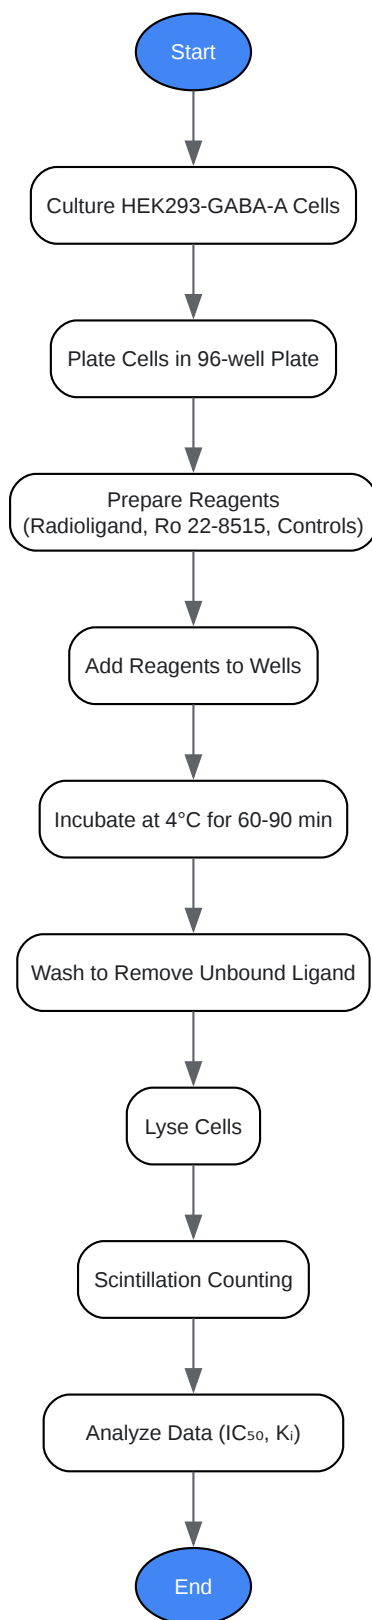 Start
Culture HEK293-GABA-A Cells
Plate Cells in 96-well Plate
Prepare Reagents
(Radioligand, Ro 22-8515, Controls)
Add Reagents to Wells
Incubate at 4°C for 60-90 min
Wash to Remove Unbound Ligand
Lyse Cells
Scintillation Counting
Analyze Data (IC₅₀, Kᵢ)
End